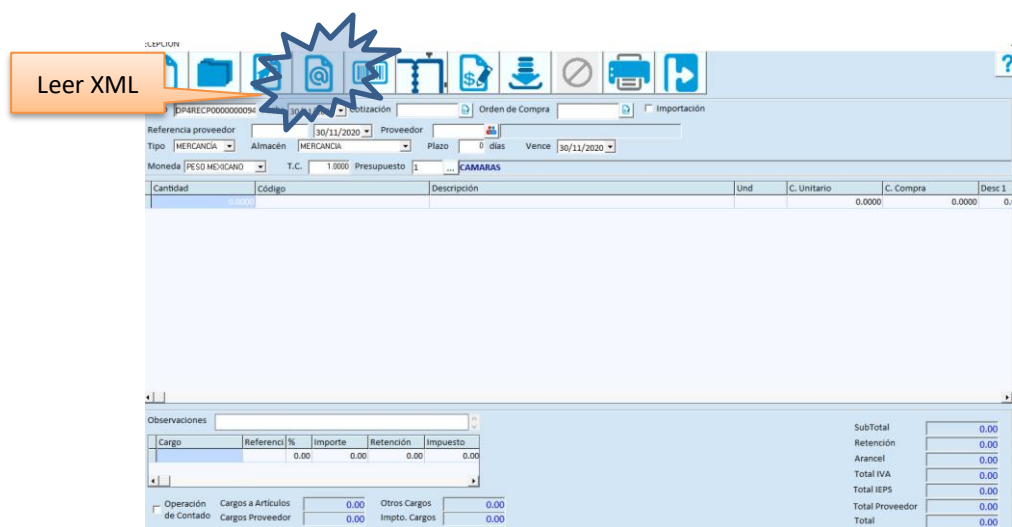 ECEPCIÓN
Leer XML
?
DP4RECP0000000094 30/11/2020 Cotización Orden de Compra Importación
Referencia proveedor 30/11/2020 Proveedor
Tipo MERCANCÍA Almacén MERCANCIA Plazo 0 días Vence 30/11/2020
Moneda PESO MEXICANO T.C. 1.0000 Presupuesto 1 ... CAMARAS
Cantidad Código Descripción Und C. Unitario C. Compra Desc 1
0.0000 0.0000 0.0000 0.
Observaciones
Cargo Referenci % Importe Retención Impuesto
0.00 0.00 0.00 0.00
Operación de Contado
Cargos a Artículos 0.00 Otros Cargos 0.00
Cargos Proveedor 0.00 Impto. Cargos 0.00
SubTotal 0.00
Retención 0.00
Arancel 0.00
Total IVA 0.00
Total IEPS 0.00
Total Proveedor 0.00
Total 0.00